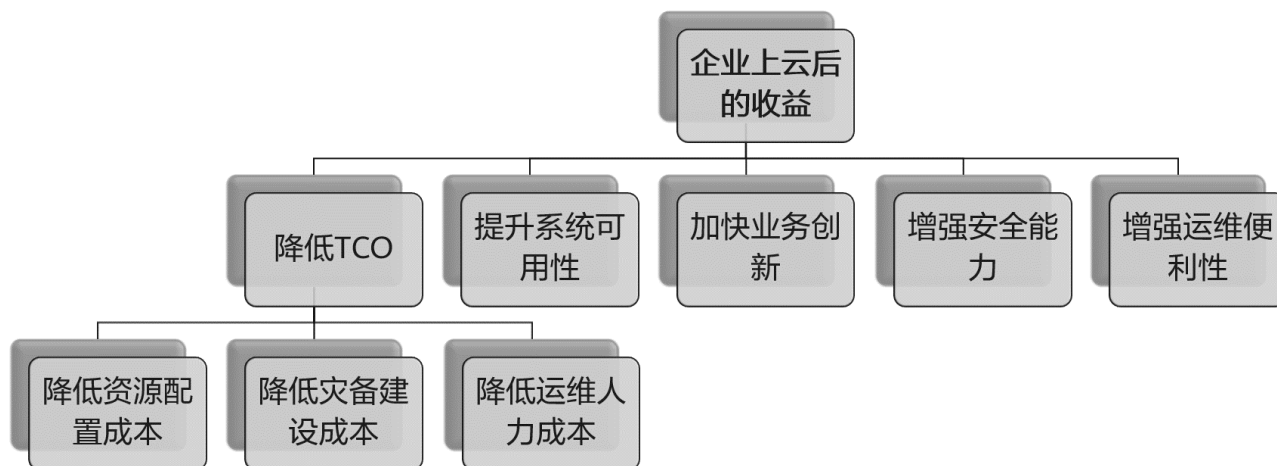 企业上云后
的收益
降低TCO
提升系统可
用性
加快业务创
新
增强安全能
力
增强运维便
利性
降低资源配
置成本
降低灾备建
设成本
降低运维人
力成本